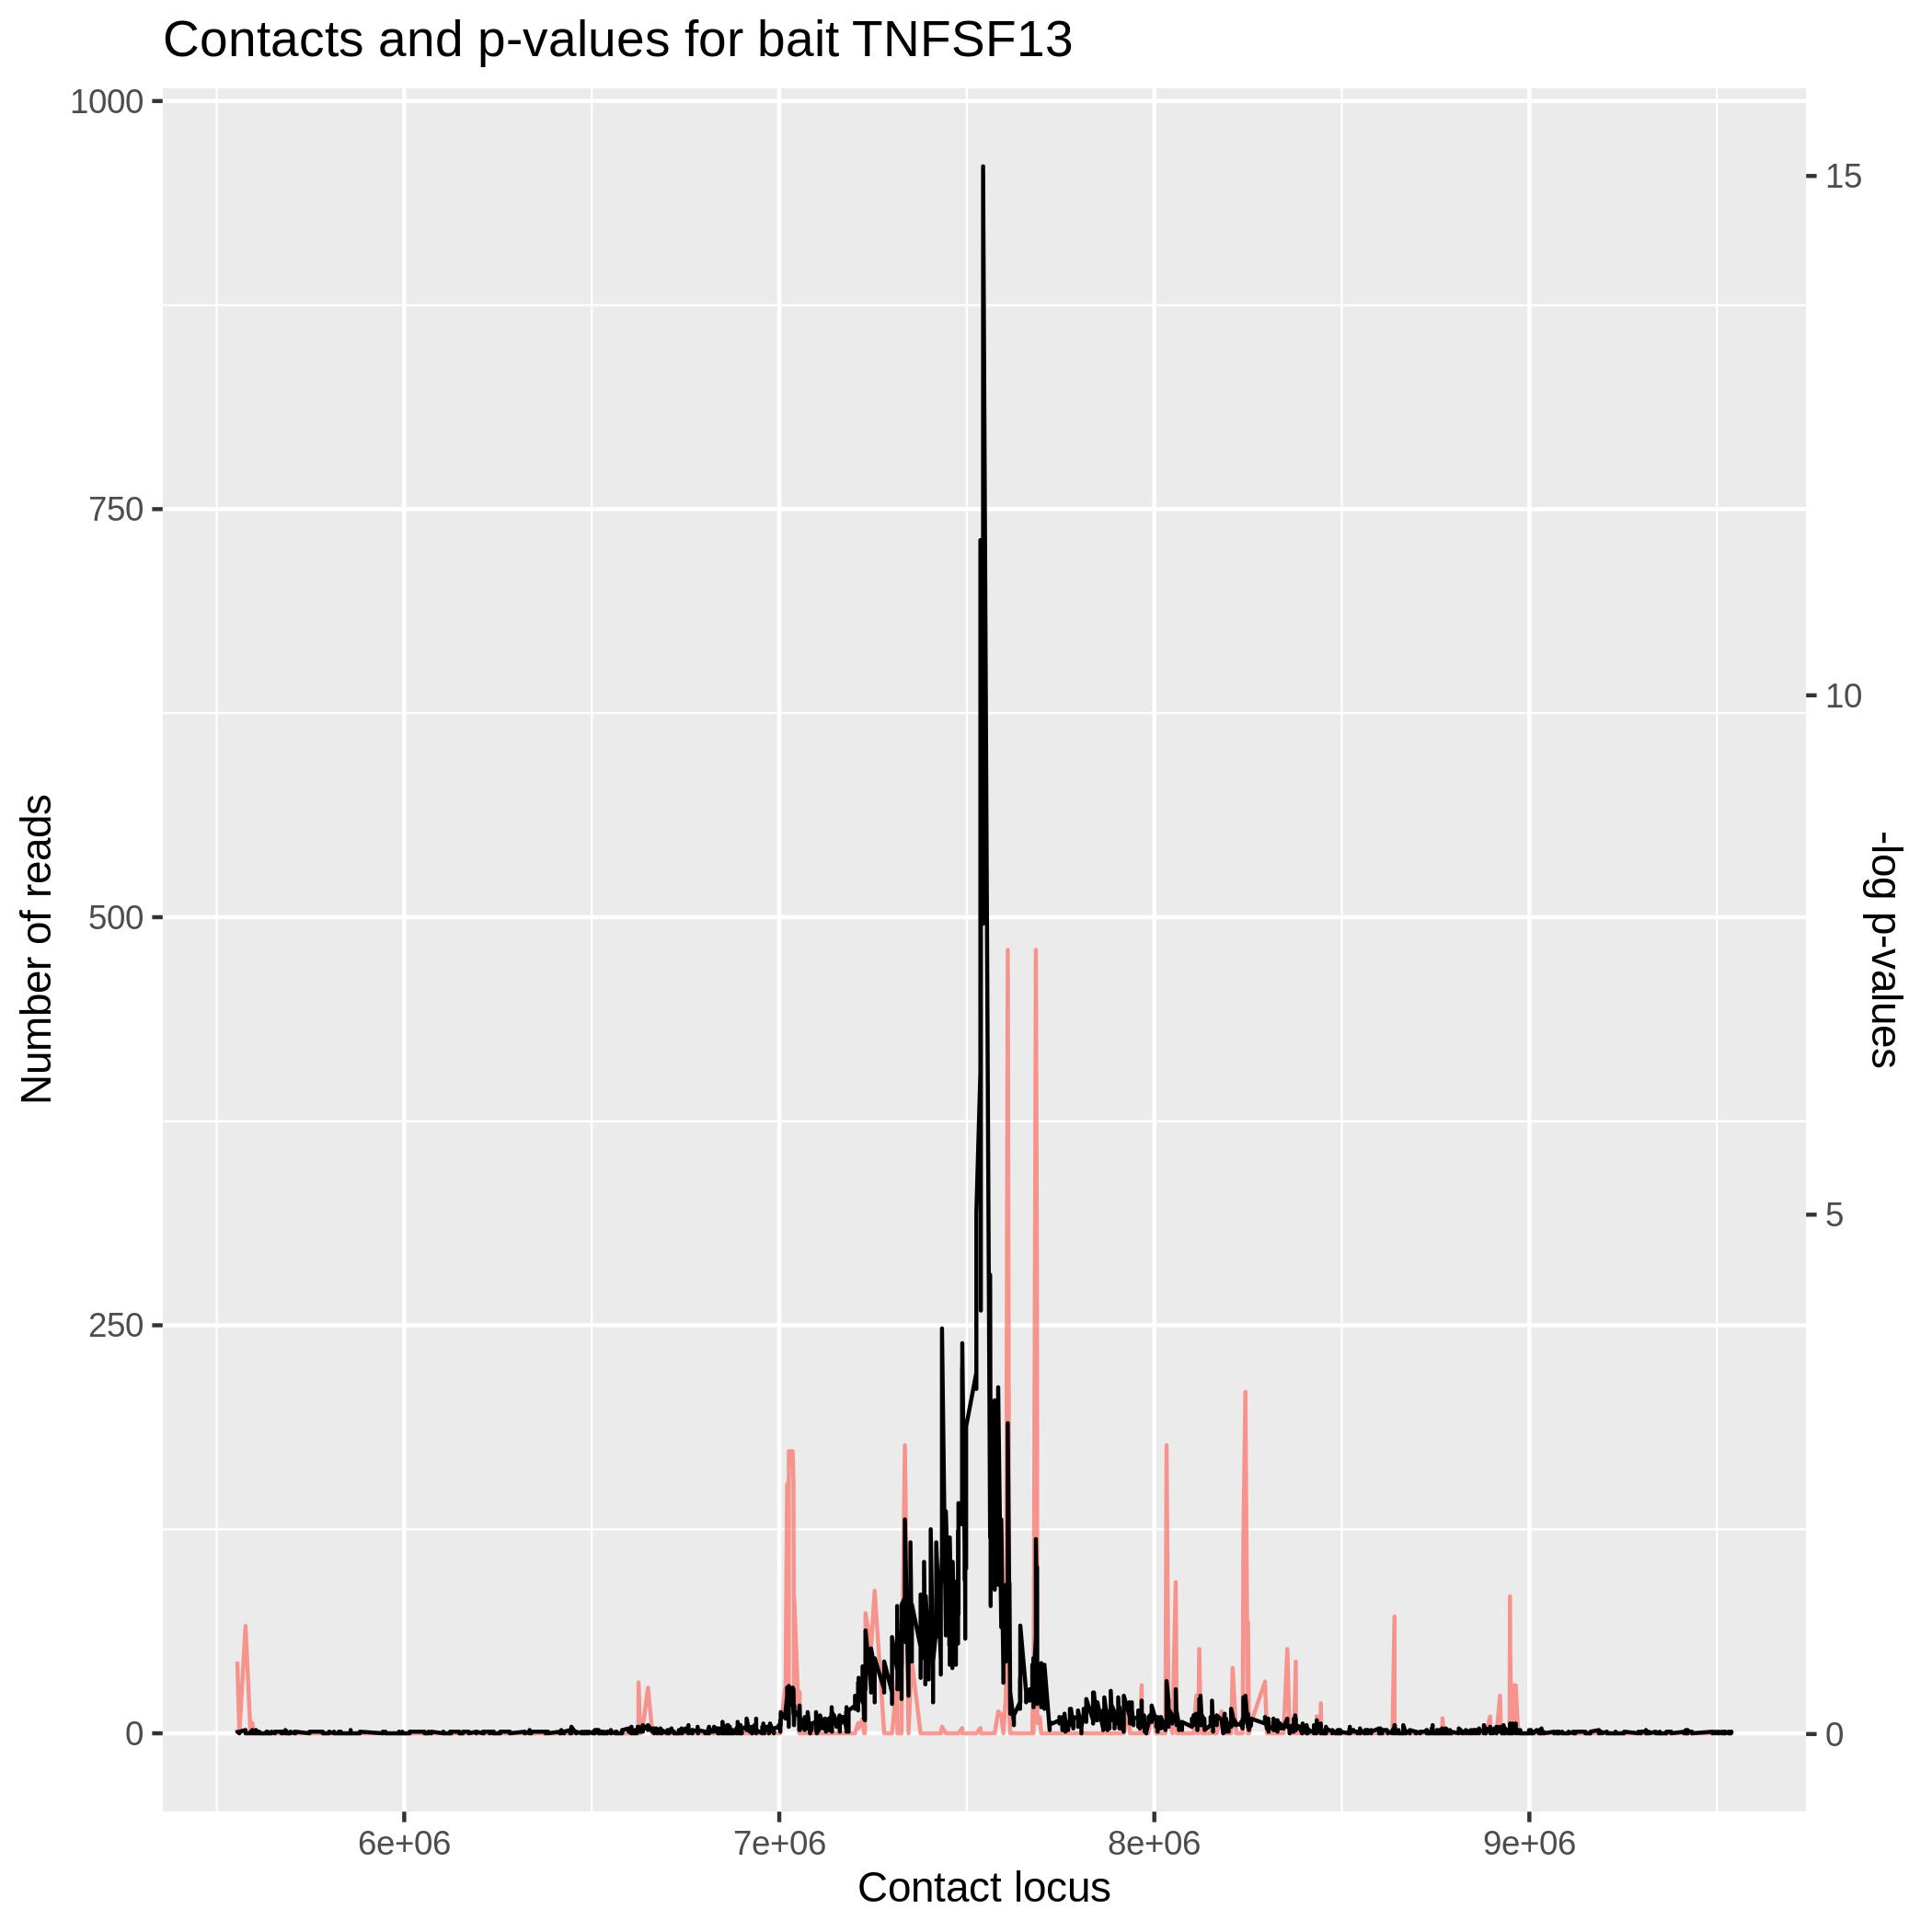 Contacts and p-values for bait TNFSF13
1000
750
500
250
0
Number of reads
15
10
5
0
-log p-values
6e+06
7e+06
8e+06
9e+06
Contact locus